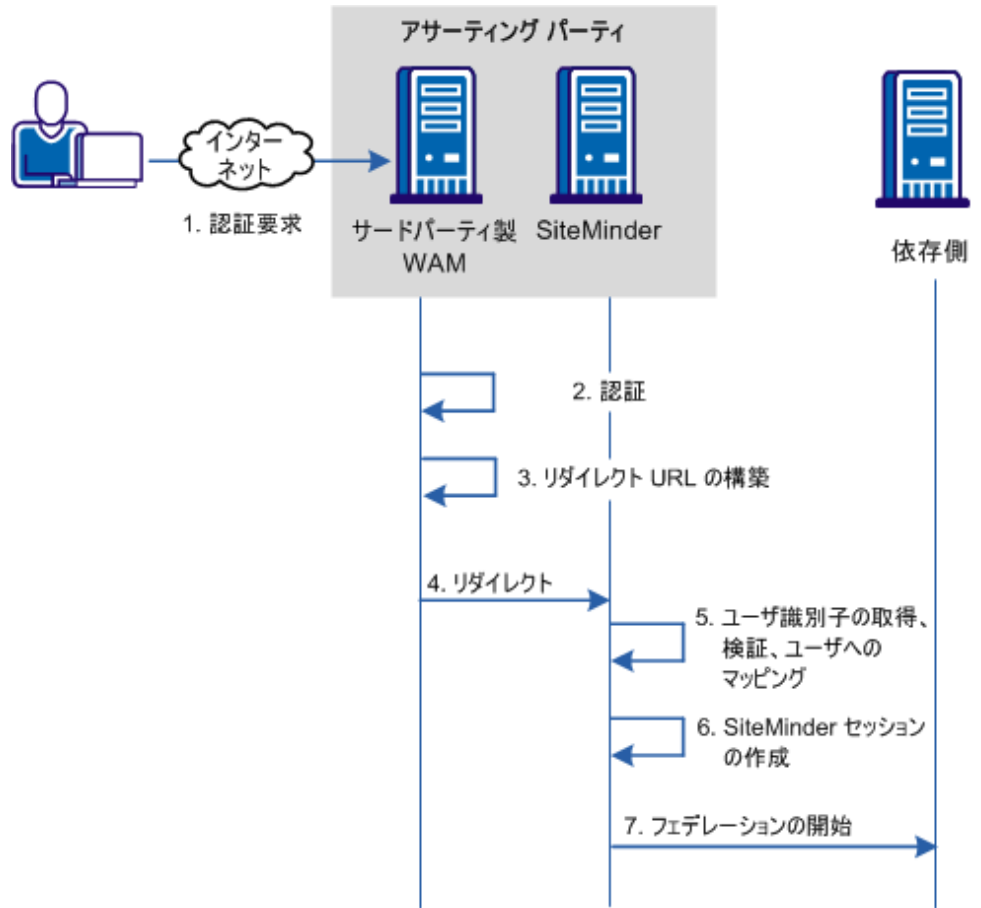 アサーティング パーティ
インター
ネット
1. 認証要求
サードパーティ製
WAM
SiteMinder
依存側
2. 認証
3. リダイレクト URL の構築
4. リダイレクト
5. ユーザ識別子の取得、
検証、ユーザへの
マッピング
6. SiteMinder セッション
の作成
7. フェデレーションの開始